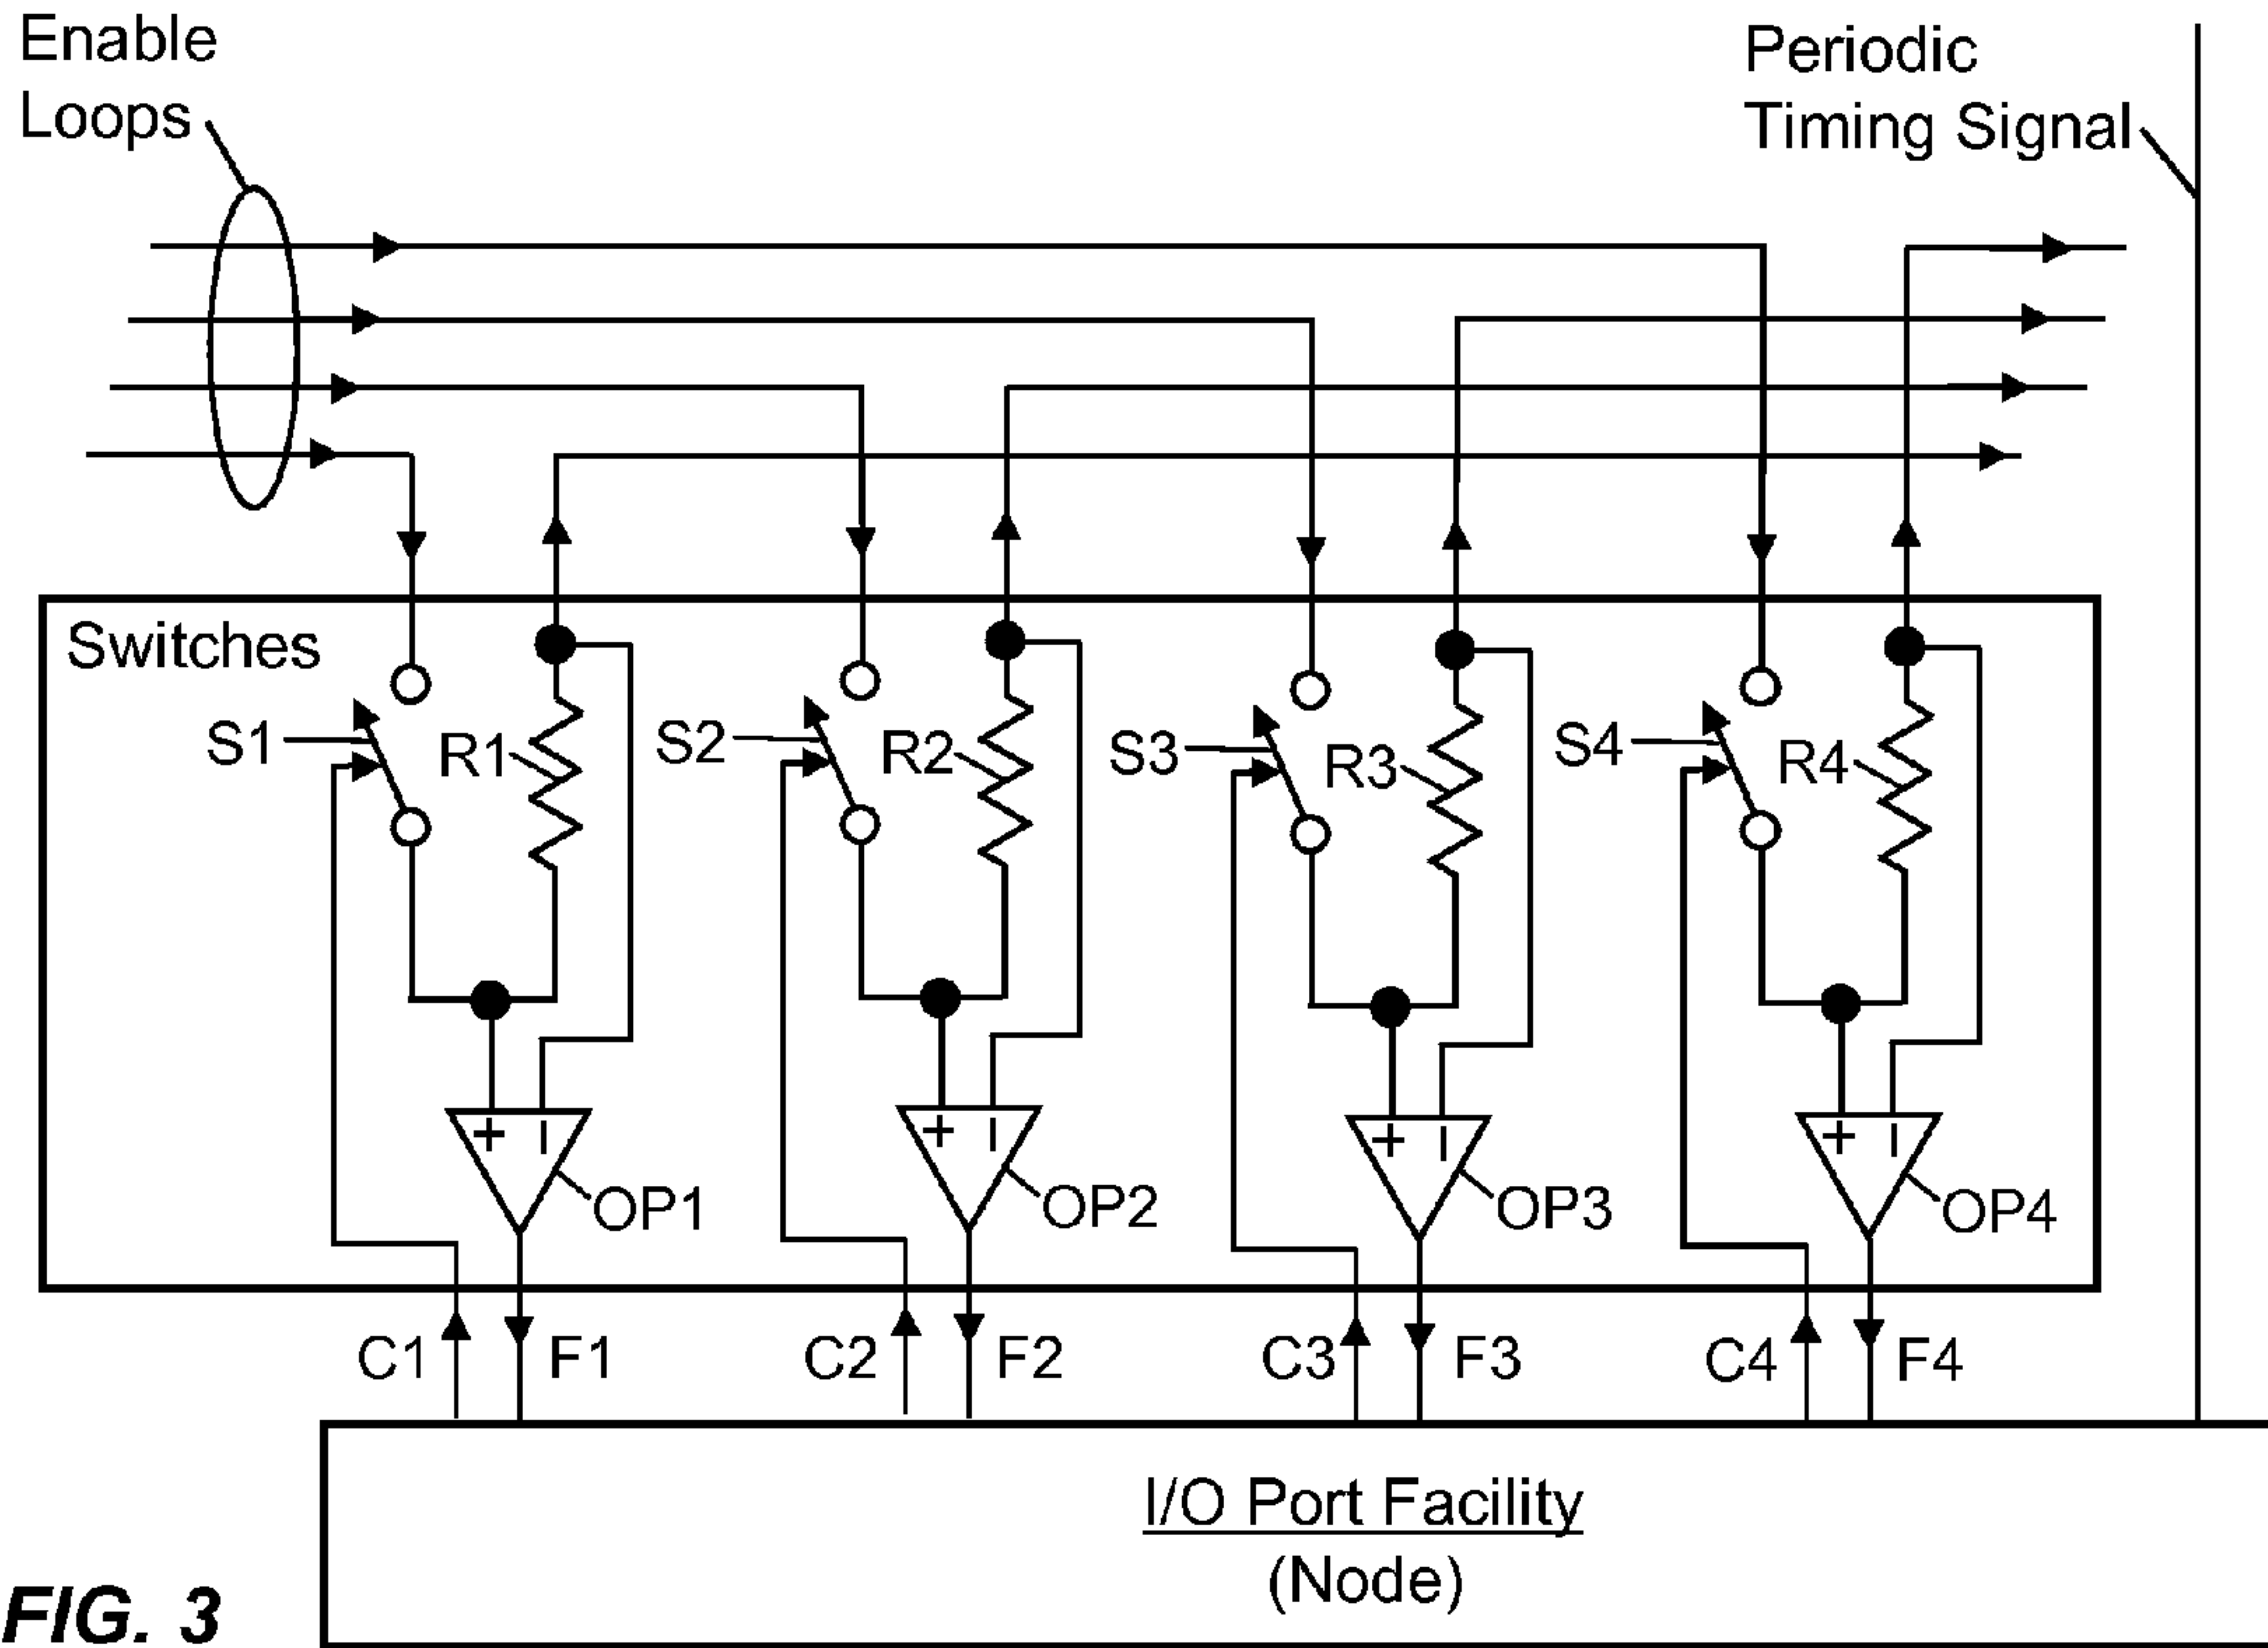 Enable
Loops
Periodic
Timing Signal
Switches
S1
R1
S2
R2
S3
R3
S4
R4
+ –
+ –
+ –
+ –
OP1
OP2
OP3
OP4
C1
F1
C2
F2
C3
F3
C4
F4
I/O Port Facility
(Node)
FIG. 3